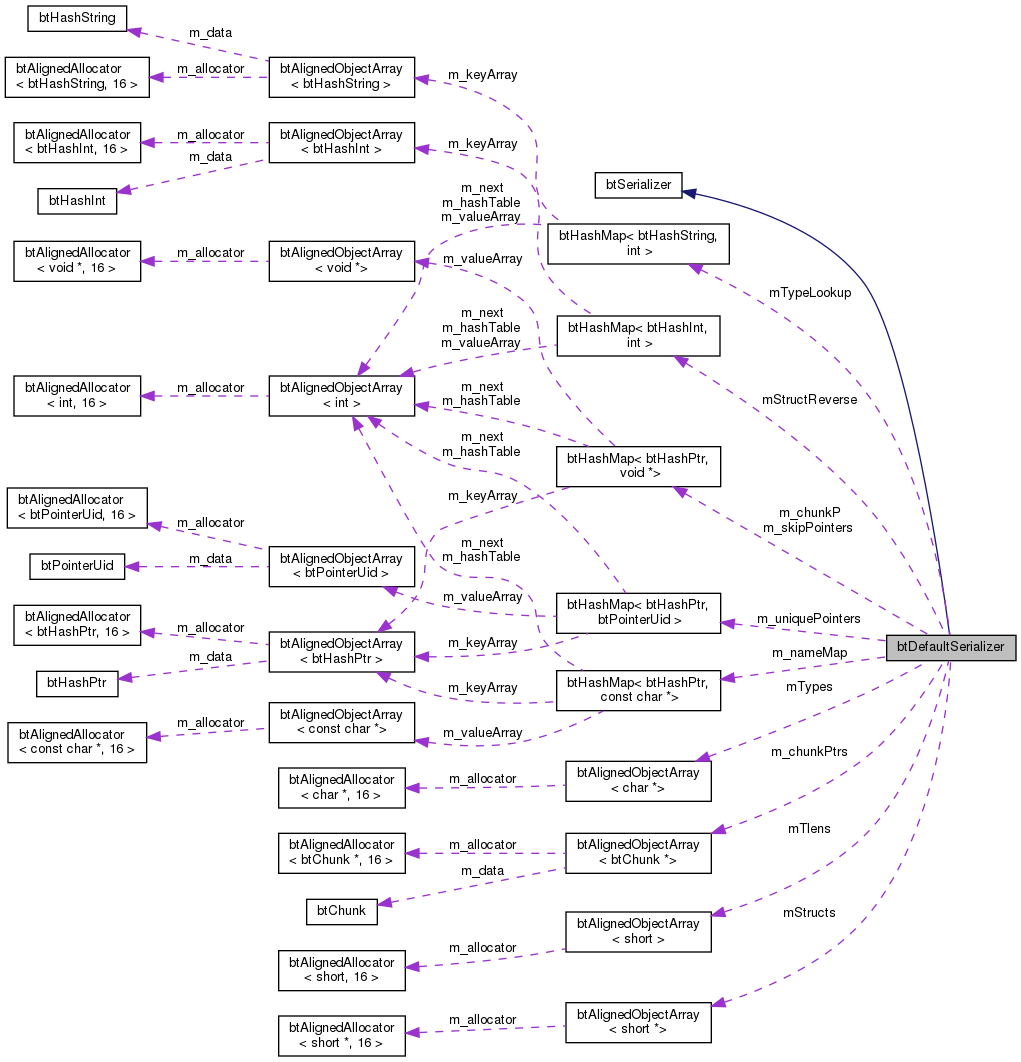 btHashString
m_data
btAlignedAllocator
< btHashString, 16 >
m_allocator
btAlignedObjectArray
< btHashString >
m_keyArray
btAlignedAllocator
< btHashInt, 16 >
m_allocator
btAlignedObjectArray
< btHashInt >
m_keyArray
m_data
btHashInt
btSerializer
m_next
m_hashTable
m_valueArray
btHashMap< btHashString,
int >
btAlignedAllocator
< void *, 16 >
m_allocator
btAlignedObjectArray
< void *>
m_valueArray
mTypeLookup
m_next
m_hashTable
m_valueArray
btHashMap< btHashInt,
int >
btAlignedAllocator
< int, 16 >
m_allocator
btAlignedObjectArray
< int >
m_next
m_hashTable
mStructReverse
m_next
m_hashTable
btHashMap< btHashPtr,
void *>
btAlignedAllocator
< btPointerUid, 16 >
m_allocator
m_keyArray
m_chunkP
m_skipPointers
m_next
m_hashTable
btPointerUid
m_data
btAlignedObjectArray
< btPointerUid >
m_valueArray
btHashMap< btHashPtr,
btPointerUid >
m_uniquePointers
btAlignedAllocator
< btHashPtr, 16 >
m_allocator
btAlignedObjectArray
< btHashPtr >
m_keyArray
btDefaultSerializer
m_data
btHashPtr
m_keyArray
btHashMap< btHashPtr,
const char *>
m_nameMap
btAlignedAllocator
< const char *, 16 >
m_allocator
btAlignedObjectArray
< const char *>
m_valueArray
mTypes
btAlignedAllocator
< char *, 16 >
m_allocator
btAlignedObjectArray
< char *>
m_chunkPtrs
btAlignedAllocator
< btChunk *, 16 >
m_allocator
btAlignedObjectArray
< btChunk *>
mTlens
m_data
btChunk
btAlignedObjectArray
< short >
mStructs
m_allocator
btAlignedAllocator
< short, 16 >
btAlignedObjectArray
< short *>
m_allocator
btAlignedAllocator
< short *, 16 >